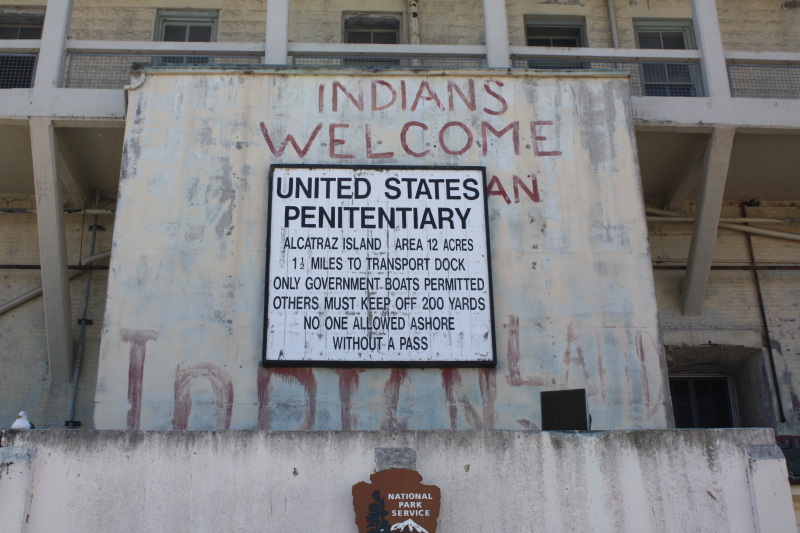 INDIANS
WELCOME
AN
UNITED STATES
PENITENTIARY
ALCATRAZ ISLAND AREA 12 ACRES
1½ MILES TO TRANSPORT DOCK
ONLY GOVERNMENT BOATS PERMITTED
OTHERS MUST KEEP OFF 200 YARDS
NO ONE ALLOWED ASHORE
WITHOUT A PASS
LAND
NATIONAL
PARK
SERVICE